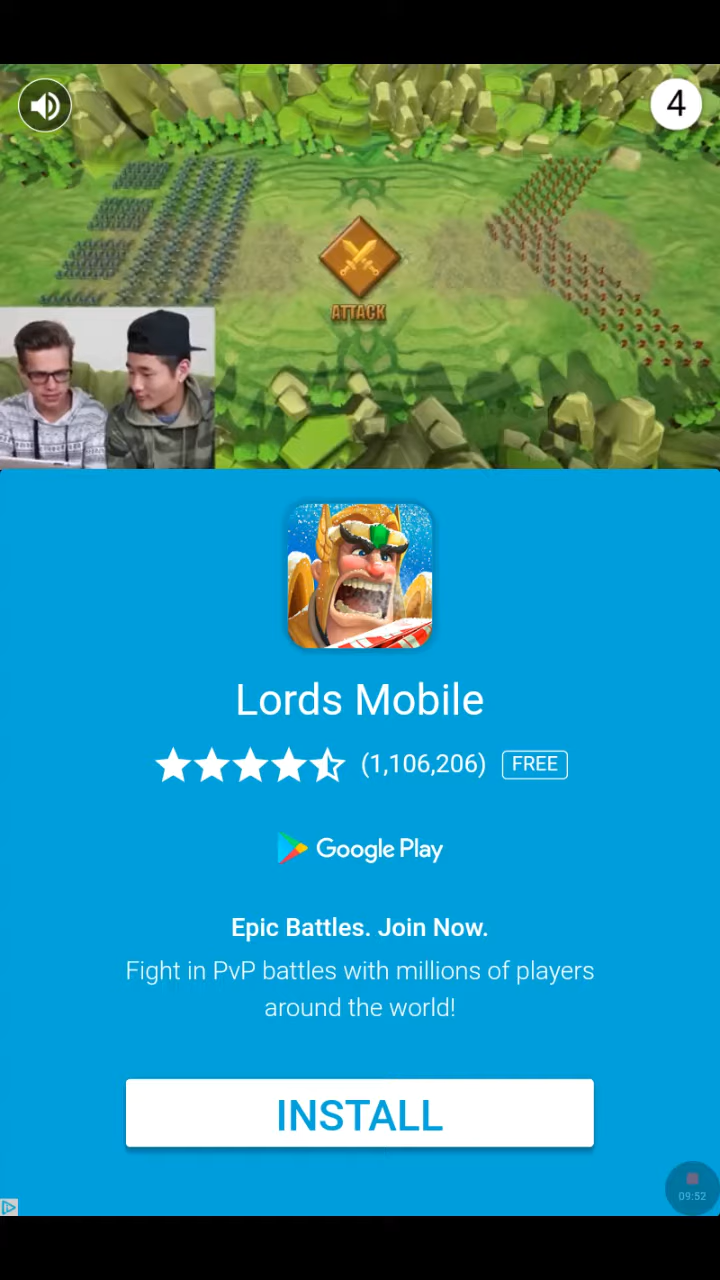 4
ATTACK
Lords Mobile
(1,106,206) FREE
Google Play
Epic Battles. Join Now.
Fight in PvP battles with millions of players
around the world!
INSTALL
09:52